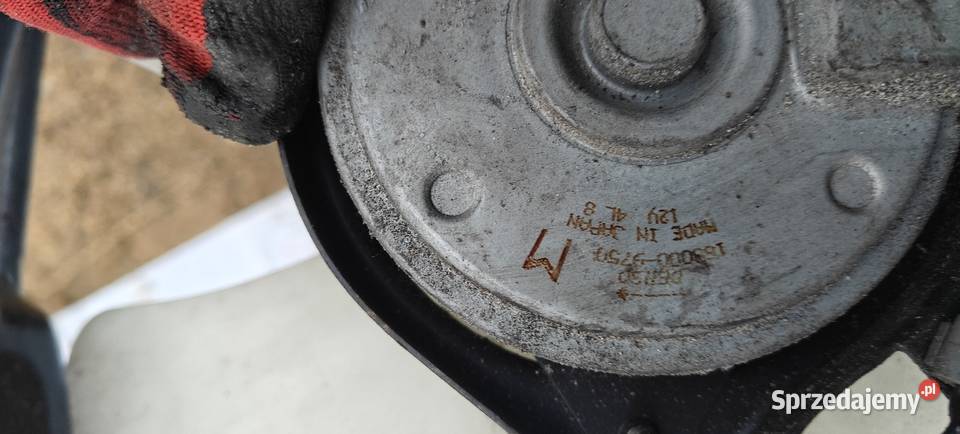 168000-9750
MADE IN JAPAN
12V 4L 8
M
Sprzedajemy.pl